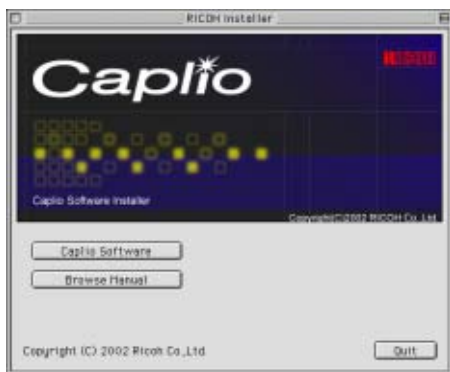 RICOH Installer
RICOH
Caplio
Caplio Software Installer
Copyright(C)2002 RICOH Co.,Ltd.
Caplio Software
Browse Manual
Copyright (C) 2002 Ricoh Co.,Ltd.
Quit